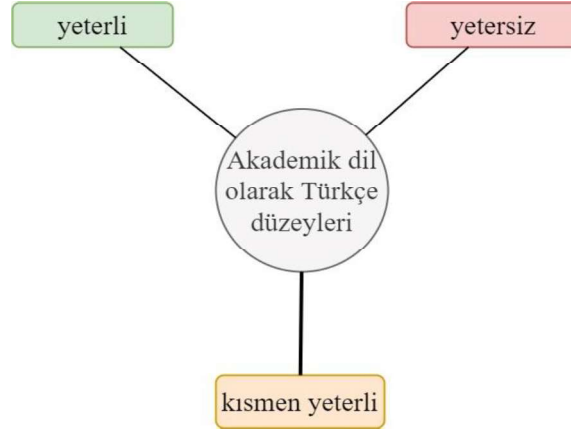 yeterli
yetersiz
Akademik dil
olarak Türkçe
düzeyleri
kısmen yeterli